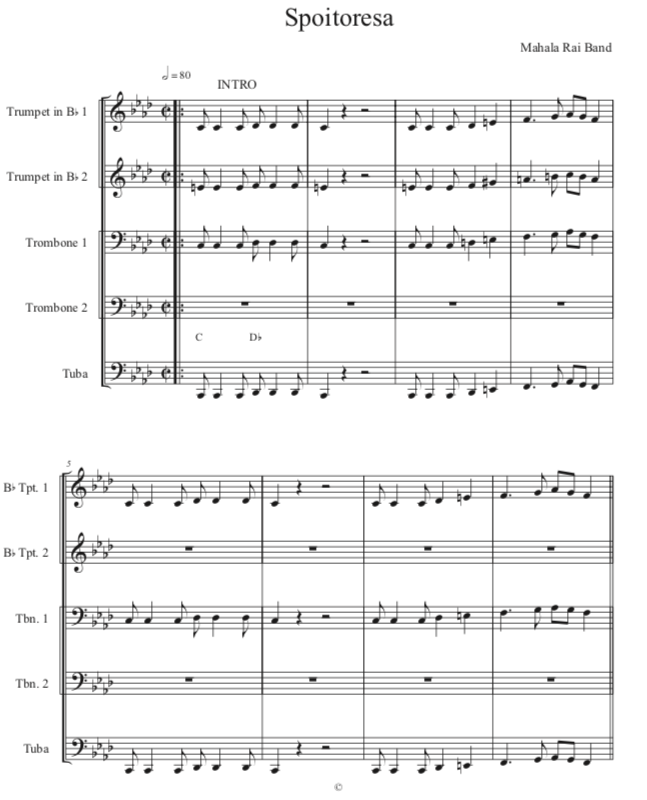 Spoitoresa
Mahala Rai Band
𝅗𝅥 = 80
INTRO
Trumpet in B♭ 1
Trumpet in B♭ 2
Trombone 1
Trombone 2
C D♭
Tuba
5
B♭ Tpt. 1
B♭ Tpt. 2
Tbn. 1
Tbn. 2
Tuba
©